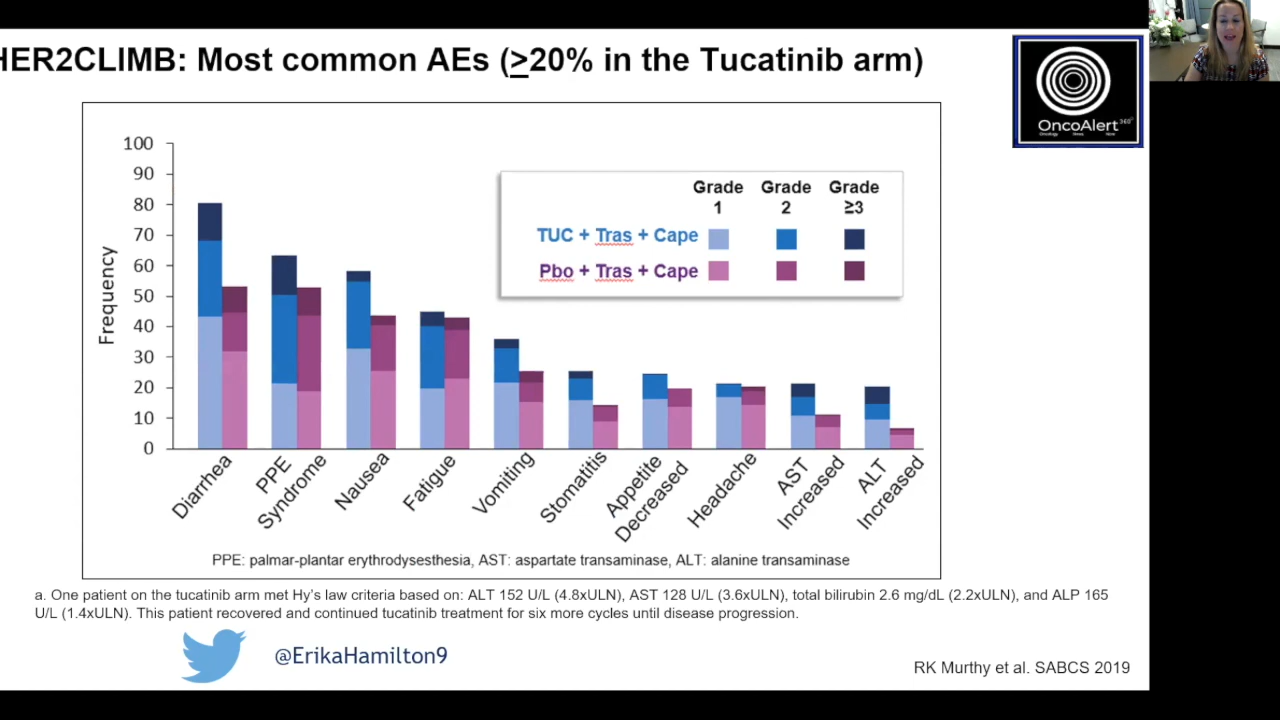 HER2CLIMB: Most common AEs (≥20% in the Tucatinib arm)
OncoAlert 360°
Oncology News Now
100
90
80
70
60
50
40
30
20
10
0
Frequency
Grade 1
Grade 2
Grade ≥3
TUC + Tras + Cape
Pbo + Tras + Cape
Diarrhea
PPE Syndrome
Nausea
Fatigue
Vomiting
Stomatitis
Appetite Decreased
Headache
AST Increased
ALT Increased
PPE: palmar-plantar erythrodysesthesia, AST: aspartate transaminase, ALT: alanine transaminase
a. One patient on the tucatinib arm met Hy's law criteria based on: ALT 152 U/L (4.8xULN), AST 128 U/L (3.6xULN), total bilirubin 2.6 mg/dL (2.2xULN), and ALP 165
U/L (1.4xULN). This patient recovered and continued tucatinib treatment for six more cycles until disease progression.
@ErikaHamilton9
RK Murthy et al. SABCS 2019